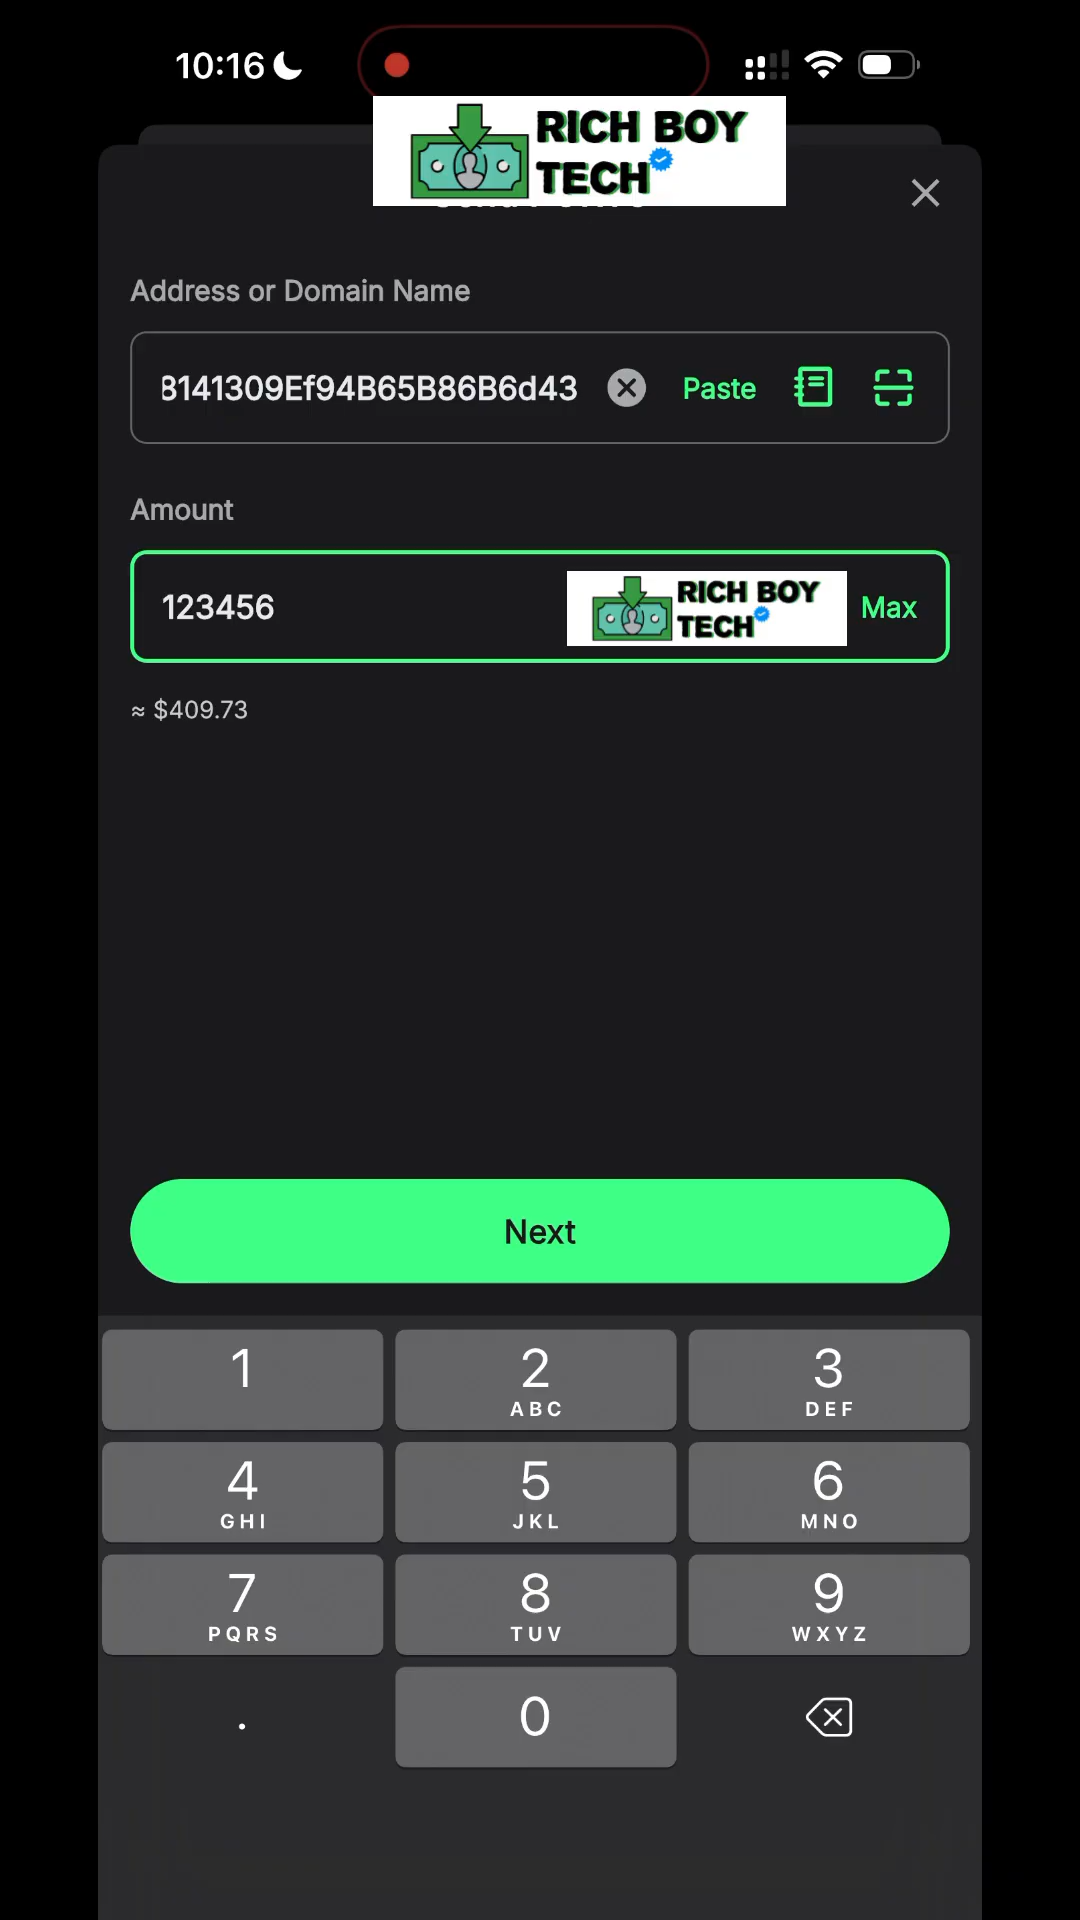 10:16
RICH BOY
TECH
Address or Domain Name
8141309Ef94B65B86B6d43
Paste
Amount
123456
RICH BOY
TECH
Max
≈ $409.73
Next
1
2
ABC
3
DEF
4
GHI
5
JKL
6
MNO
7
PQRS
8
TUV
9
WXYZ
.
0